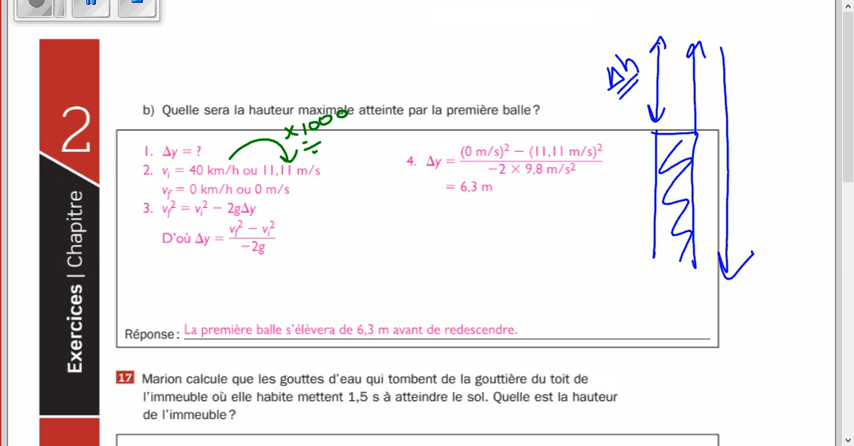 2
Exercices | Chapitre
b) Quelle sera la hauteur maximale atteinte par la première balle ?
×1000
Δh
1. Δy = ?
2. vᵢ = 40 km/h ou 11,11 m/s
v_f = 0 km/h ou 0 m/s
3. v_f² = vᵢ² − 2gΔy
D'où Δy = (v_f² − vᵢ²)/(−2g)
4. Δy = ((0 m/s)² − (11,11 m/s)²)/(−2 × 9,8 m/s²)
= 6,3 m
Réponse : La première balle s'élèvera de 6,3 m avant de redescendre.
17 Marion calcule que les gouttes d'eau qui tombent de la gouttière du toit de
l'immeuble où elle habite mettent 1,5 s à atteindre le sol. Quelle est la hauteur
de l'immeuble ?